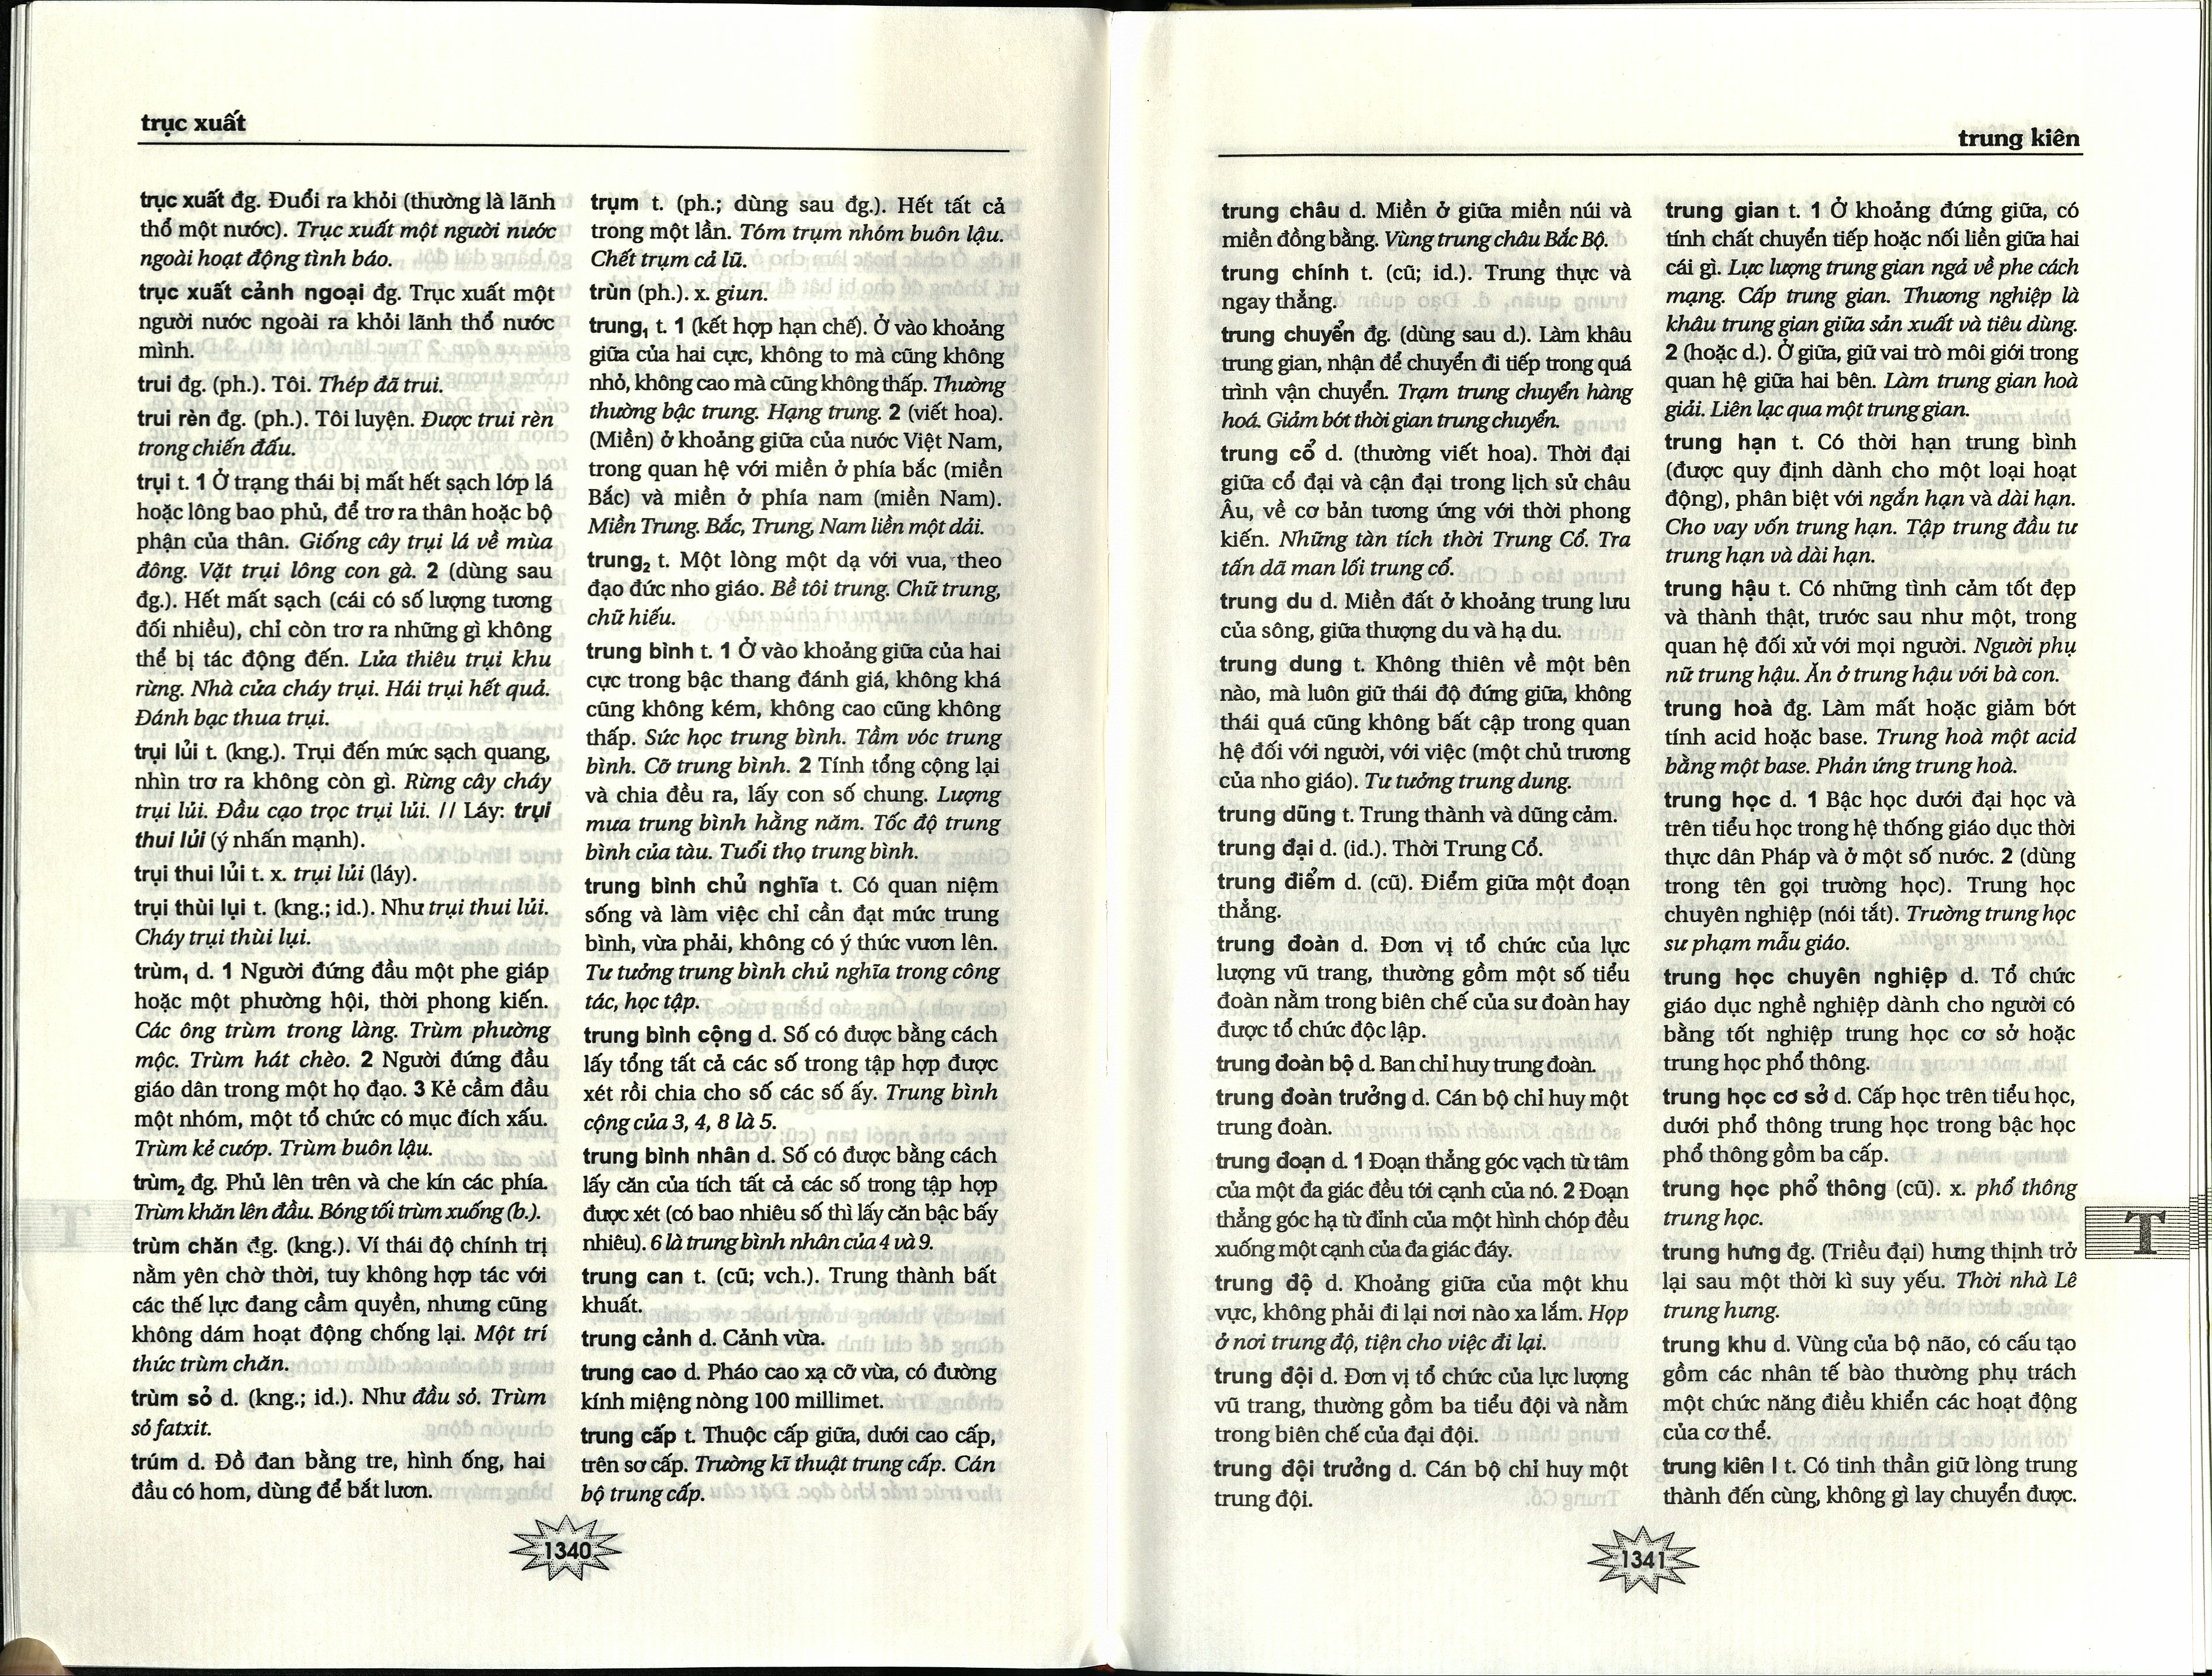 trục xuất
trục xuất đg. Đuổi ra khỏi (thường là lãnh
thổ một nước). Trục xuất một người nước
ngoài hoạt động tình báo.
trục xuất cảnh ngoại đg. Trục xuất một
người nước ngoài ra khỏi lãnh thổ nước
mình.
trui đg. (ph.). Tôi. Thép đã trui.
trui rèn đg. (ph.). Tôi luyện. Được trui rèn
trong chiến đấu.
trụi t. 1 Ở trạng thái bị mất hết sạch lớp lá
hoặc lông bao phủ, để trơ ra thân hoặc bộ
phận của thân. Giống cây trụi lá về mùa
đông. Vặt trụi lông con gà. 2 (dùng sau
đg.). Hết mất sạch (cái có số lượng tương
đối nhiều), chỉ còn trơ ra những gì không
thể bị tác động đến. Lửa thiêu trụi khu
rừng. Nhà cửa cháy trụi. Hái trụi hết quả.
Đánh bạc thua trụi.
trụi lủi t. (kng.). Trụi đến mức sạch quang,
nhìn trơ ra không còn gì. Rừng cây cháy
trụi lủi. Đầu cạo trọc trụi lủi. // Láy: trụi
thui lủi (ý nhấn mạnh).
trụi thui lủi t. x. trụi lủi (láy).
trụi thùi lụi t. (kng.; id.). Như trụi thui lủi.
Cháy trụi thùi lụi.
trùm₁ d. 1 Người đứng đầu một phe giáp
hoặc một phường hội, thời phong kiến.
Các ông trùm trong làng. Trùm phường
mộc. Trùm hát chèo. 2 Người đứng đầu
giáo dân trong một họ đạo. 3 Kẻ cầm đầu
một nhóm, một tổ chức có mục đích xấu.
Trùm kẻ cướp. Trùm buôn lậu.
trùm₂ đg. Phủ lên trên và che kín các phía.
Trùm khăn lên đầu. Bóng tối trùm xuống (b.).
trùm chăn đg. (kng.). Ví thái độ chính trị
nằm yên chờ thời, tuy không hợp tác với
các thế lực đang cầm quyền, nhưng cũng
không dám hoạt động chống lại. Một trí
thức trùm chăn.
trùm sỏ d. (kng.; id.). Như đầu sỏ. Trùm
sỏ fatxit.
trúm d. Đồ đan bằng tre, hình ống, hai
đầu có hom, dùng để bắt lươn.
trụm t. (ph.; dùng sau đg.). Hết tất cả
trong một lần. Tóm trụm nhóm buôn lậu.
Chết trụm cả lũ.
trùn (ph.). x. giun.
trung₁ t. 1 (kết hợp hạn chế). Ở vào khoảng
giữa của hai cực, không to mà cũng không
nhỏ, không cao mà cũng không thấp. Thường
thường bậc trung. Hạng trung. 2 (viết hoa).
(Miền) ở khoảng giữa của nước Việt Nam,
trong quan hệ với miền ở phía bắc (miền
Bắc) và miền ở phía nam (miền Nam).
Miền Trung. Bắc, Trung, Nam liền một dải.
trung₂ t. Một lòng một dạ với vua, theo
đạo đức nho giáo. Bề tôi trung. Chữ trung,
chữ hiếu.
trung bình t. 1 Ở vào khoảng giữa của hai
cực trong bậc thang đánh giá, không khá
cũng không kém, không cao cũng không
thấp. Sức học trung bình. Tầm vóc trung
bình. Cỡ trung bình. 2 Tính tổng cộng lại
và chia đều ra, lấy con số chung. Lượng
mưa trung bình hằng năm. Tốc độ trung
bình của tàu. Tuổi thọ trung bình.
trung bình chủ nghĩa t. Có quan niệm
sống và làm việc chỉ cần đạt mức trung
bình, vừa phải, không có ý thức vươn lên.
Tư tưởng trung bình chủ nghĩa trong công
tác, học tập.
trung bình cộng d. Số có được bằng cách
lấy tổng tất cả các số trong tập hợp được
xét rồi chia cho số các số ấy. Trung bình
cộng của 3, 4, 8 là 5.
trung bình nhân d. Số có được bằng cách
lấy căn của tích tất cả các số trong tập hợp
được xét (có bao nhiêu số thì lấy căn bậc bấy
nhiêu). 6 là trung bình nhân của 4 và 9.
trung can t. (cũ; vch.). Trung thành bất
khuất.
trung cảnh d. Cảnh vừa.
trung cao d. Pháo cao xạ cỡ vừa, có đường
kính miệng nòng 100 millimet.
trung cấp t. Thuộc cấp giữa, dưới cao cấp,
trên sơ cấp. Trường kĩ thuật trung cấp. Cán
bộ trung cấp.
1340
trung kiên
trung châu d. Miền ở giữa miền núi và
miền đồng bằng. Vùng trung châu Bắc Bộ.
trung chính t. (cũ; id.). Trung thực và
ngay thẳng.
trung chuyển đg. (dùng sau d.). Làm khâu
trung gian, nhận để chuyển đi tiếp trong quá
trình vận chuyển. Trạm trung chuyển hàng
hoá. Giảm bớt thời gian trung chuyển.
trung cổ d. (thường viết hoa). Thời đại
giữa cổ đại và cận đại trong lịch sử châu
Âu, về cơ bản tương ứng với thời phong
kiến. Những tàn tích thời Trung Cổ. Tra
tấn dã man lối trung cổ.
trung du d. Miền đất ở khoảng trung lưu
của sông, giữa thượng du và hạ du.
trung dung t. Không thiên về một bên
nào, mà luôn giữ thái độ đứng giữa, không
thái quá cũng không bất cập trong quan
hệ đối với người, với việc (một chủ trương
của nho giáo). Tư tưởng trung dung.
trung dũng t. Trung thành và dũng cảm.
trung đại d. (id.). Thời Trung Cổ.
trung điểm d. (cũ). Điểm giữa một đoạn
thẳng.
trung đoàn d. Đơn vị tổ chức của lực
lượng vũ trang, thường gồm một số tiểu
đoàn nằm trong biên chế của sư đoàn hay
được tổ chức độc lập.
trung đoàn bộ d. Ban chỉ huy trung đoàn.
trung đoàn trưởng d. Cán bộ chỉ huy một
trung đoàn.
trung đoạn d. 1 Đoạn thẳng góc vạch từ tâm
của một đa giác đều tới cạnh của nó. 2 Đoạn
thẳng góc hạ từ đỉnh của một hình chóp đều
xuống một cạnh của đa giác đáy.
trung độ d. Khoảng giữa của một khu
vực, không phải đi lại nơi nào xa lắm. Họp
ở nơi trung độ, tiện cho việc đi lại.
trung đội d. Đơn vị tổ chức của lực lượng
vũ trang, thường gồm ba tiểu đội và nằm
trong biên chế của đại đội.
trung đội trưởng d. Cán bộ chỉ huy một
trung đội.
trung gian t. 1 Ở khoảng đứng giữa, có
tính chất chuyển tiếp hoặc nối liền giữa hai
cái gì. Lực lượng trung gian ngả về phe cách
mạng. Cấp trung gian. Thương nghiệp là
khâu trung gian giữa sản xuất và tiêu dùng.
2 (hoặc d.). Ở giữa, giữ vai trò môi giới trong
quan hệ giữa hai bên. Làm trung gian hoà
giải. Liên lạc qua một trung gian.
trung hạn t. Có thời hạn trung bình
(được quy định dành cho một loại hoạt
động), phân biệt với ngắn hạn và dài hạn.
Cho vay vốn trung hạn. Tập trung đầu tư
trung hạn và dài hạn.
trung hậu t. Có những tình cảm tốt đẹp
và thành thật, trước sau như một, trong
quan hệ đối xử với mọi người. Người phụ
nữ trung hậu. Ăn ở trung hậu với bà con.
trung hoà đg. Làm mất hoặc giảm bớt
tính acid hoặc base. Trung hoà một acid
bằng một base. Phản ứng trung hoà.
trung học d. 1 Bậc học dưới đại học và
trên tiểu học trong hệ thống giáo dục thời
thực dân Pháp và ở một số nước. 2 (dùng
trong tên gọi trường học). Trung học
chuyên nghiệp (nói tắt). Trường trung học
sư phạm mẫu giáo.
trung học chuyên nghiệp d. Tổ chức
giáo dục nghề nghiệp dành cho người có
bằng tốt nghiệp trung học cơ sở hoặc
trung học phổ thông.
trung học cơ sở d. Cấp học trên tiểu học,
dưới phổ thông trung học trong bậc học
phổ thông gồm ba cấp.
trung học phổ thông (cũ). x. phổ thông
trung học.
trung hưng đg. (Triều đại) hưng thịnh trở
lại sau một thời kì suy yếu. Thời nhà Lê
trung hưng.
trung khu d. Vùng của bộ não, có cấu tạo
gồm các nhân tế bào thường phụ trách
một chức năng điều khiển các hoạt động
của cơ thể.
trung kiên I t. Có tinh thần giữ lòng trung
thành đến cùng, không gì lay chuyển được.
T
1341